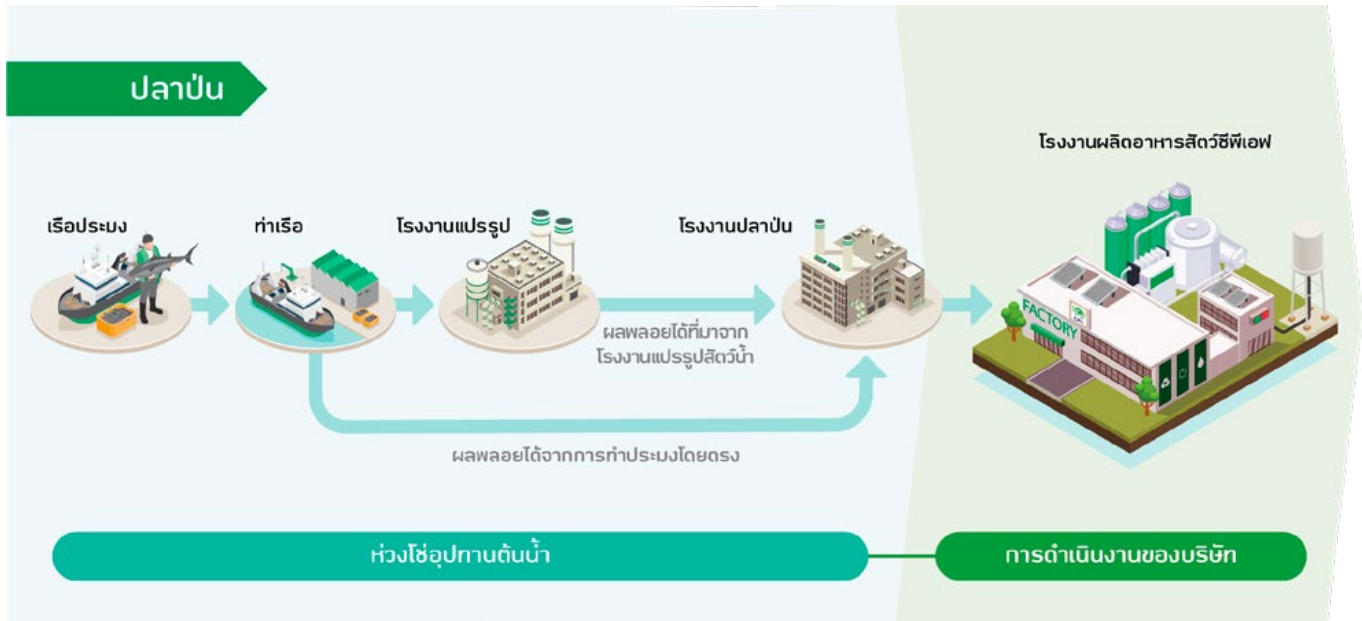 ปลาป่น
โรงงานผลิตอาหารสัตว์ซีพีเอฟ
เรือประมง
ท่าเรือ
โรงงานแปรรูป
โรงงานปลาป่น
FACTORY
ผลพลอยได้ที่มาจาก
โรงงานแปรรูปสัตว์น้ำ
ผลพลอยได้จากการทำประมงโดยตรง
ห่วงโซ่อุปทานต้นน้ำ
การดำเนินงานของบริษัท